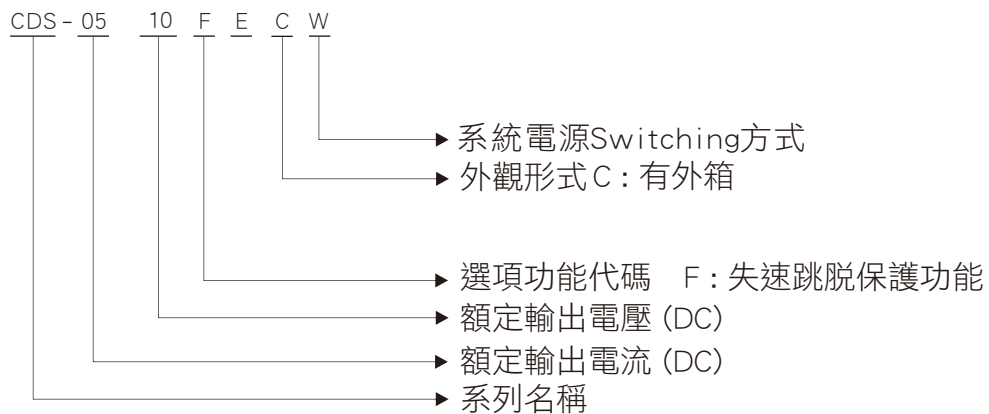 CDS - 05 10 F E C W
系統電源Switching方式
外觀形式 C : 有外箱
選項功能代碼 F : 失速跳脫保護功能
額定輸出電壓 (DC)
額定輸出電流 (DC)
系列名稱